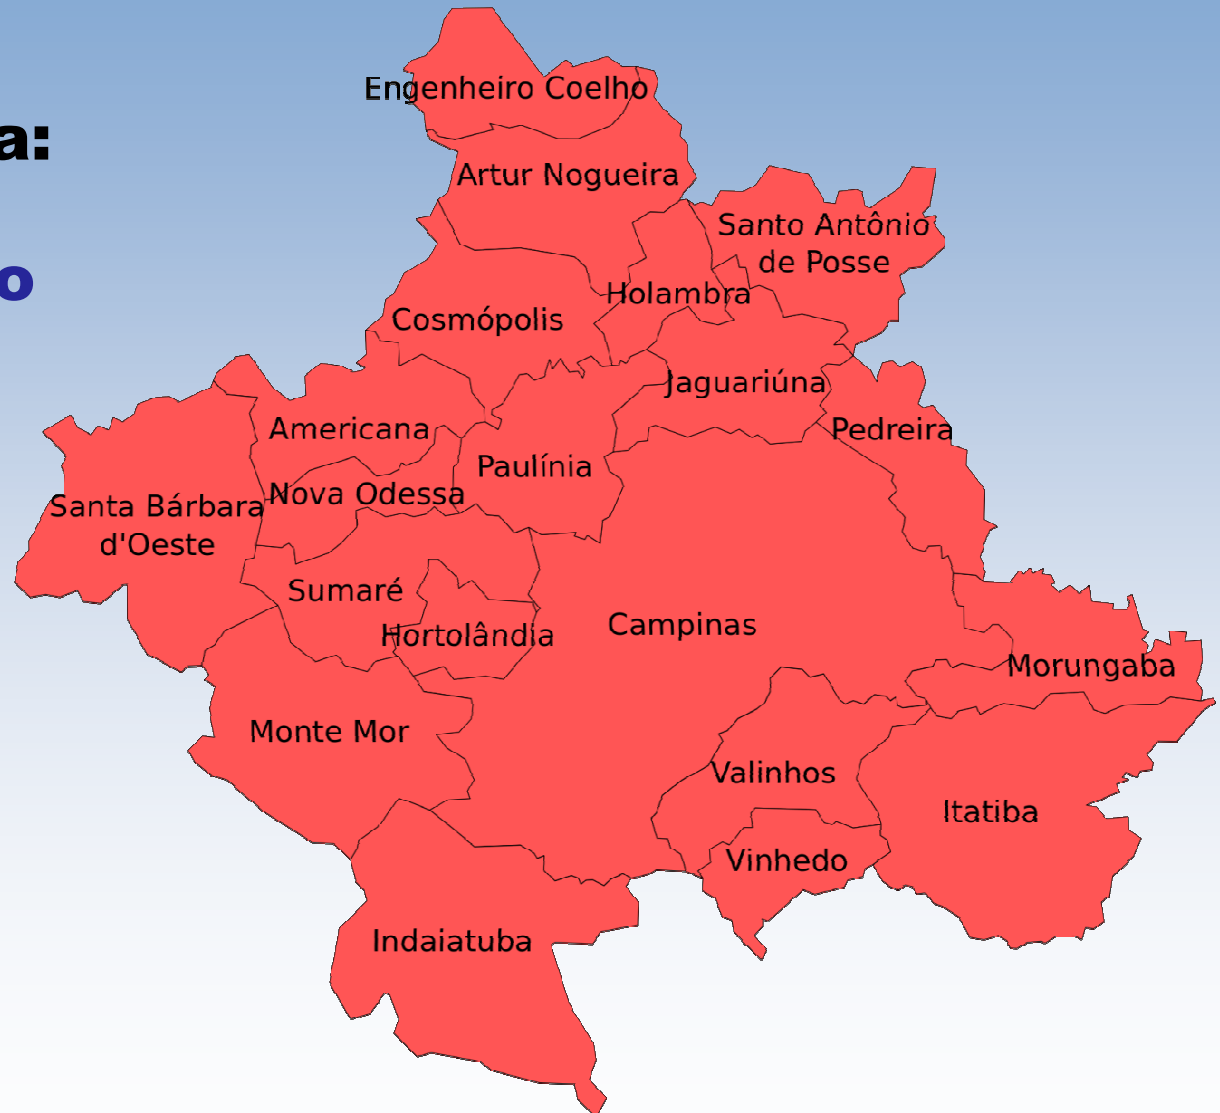 Engenheiro Coelho
a:
Artur Nogueira
Santo Antônio
de Posse
o
Holambra
Cosmópolis
Jaguariúna
Americana
Pedreira
Paulínia
Nova Odessa
Santa Bárbara
d'Oeste
Sumaré
Campinas
Hortolândia
Morungaba
Monte Mor
Valinhos
Itatiba
Vinhedo
Indaiatuba